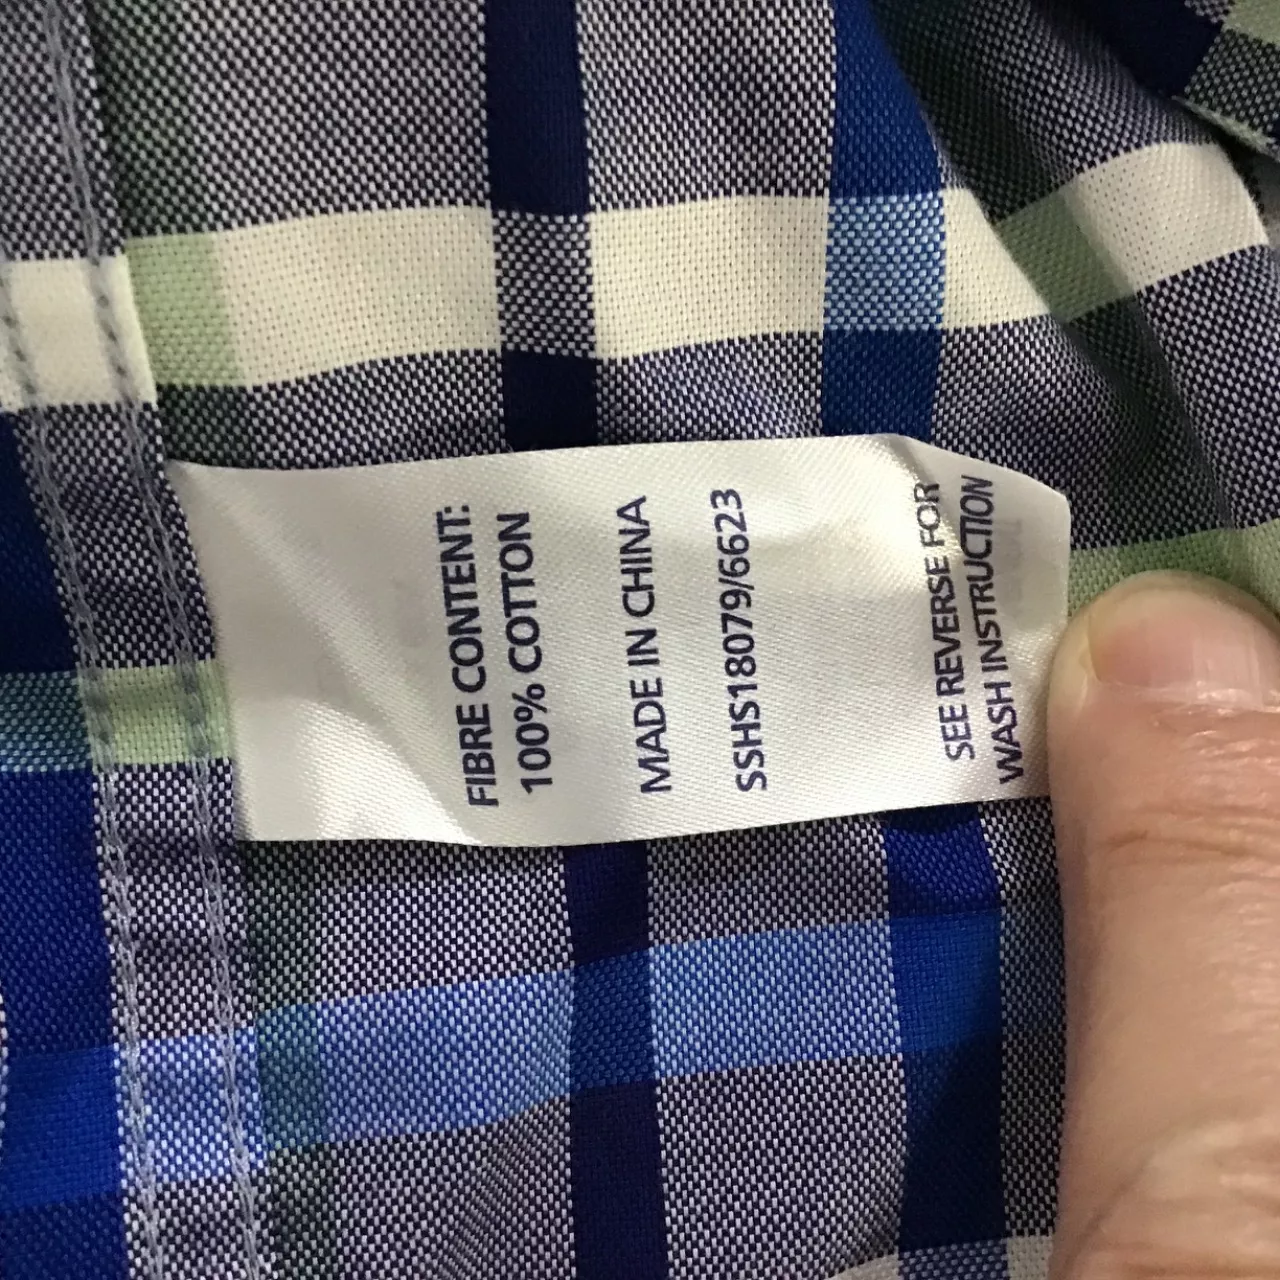 FIBRE CONTENT:
100% COTTON
MADE IN CHINA
SSHS18079/6623
SEE REVERSE FOR
WASH INSTRUCTION